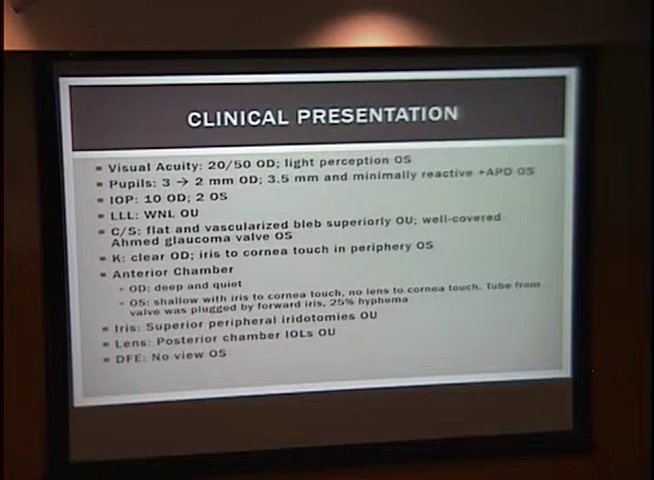 CLINICAL PRESENTATION
Visual Acuity: 20/50 OD; light perception OS
Pupils: 3 → 2 mm OD; 3.5 mm and minimally reactive +APD OS
IOP: 10 OD; 2 OS
LLL: WNL OU
C/S: flat and vascularized bleb superiorly OU; well-covered
Ahmed glaucoma valve OS
K: clear OD; iris to cornea touch in periphery OS
Anterior Chamber
OD: deep and quiet
OS: shallow with iris to cornea touch, no lens to cornea touch. Tube from
valve was plugged by forward iris, 25% hyphema
Iris: Superior peripheral iridotomies OU
Lens: Posterior chamber IOLs OU
DFE: No view OS